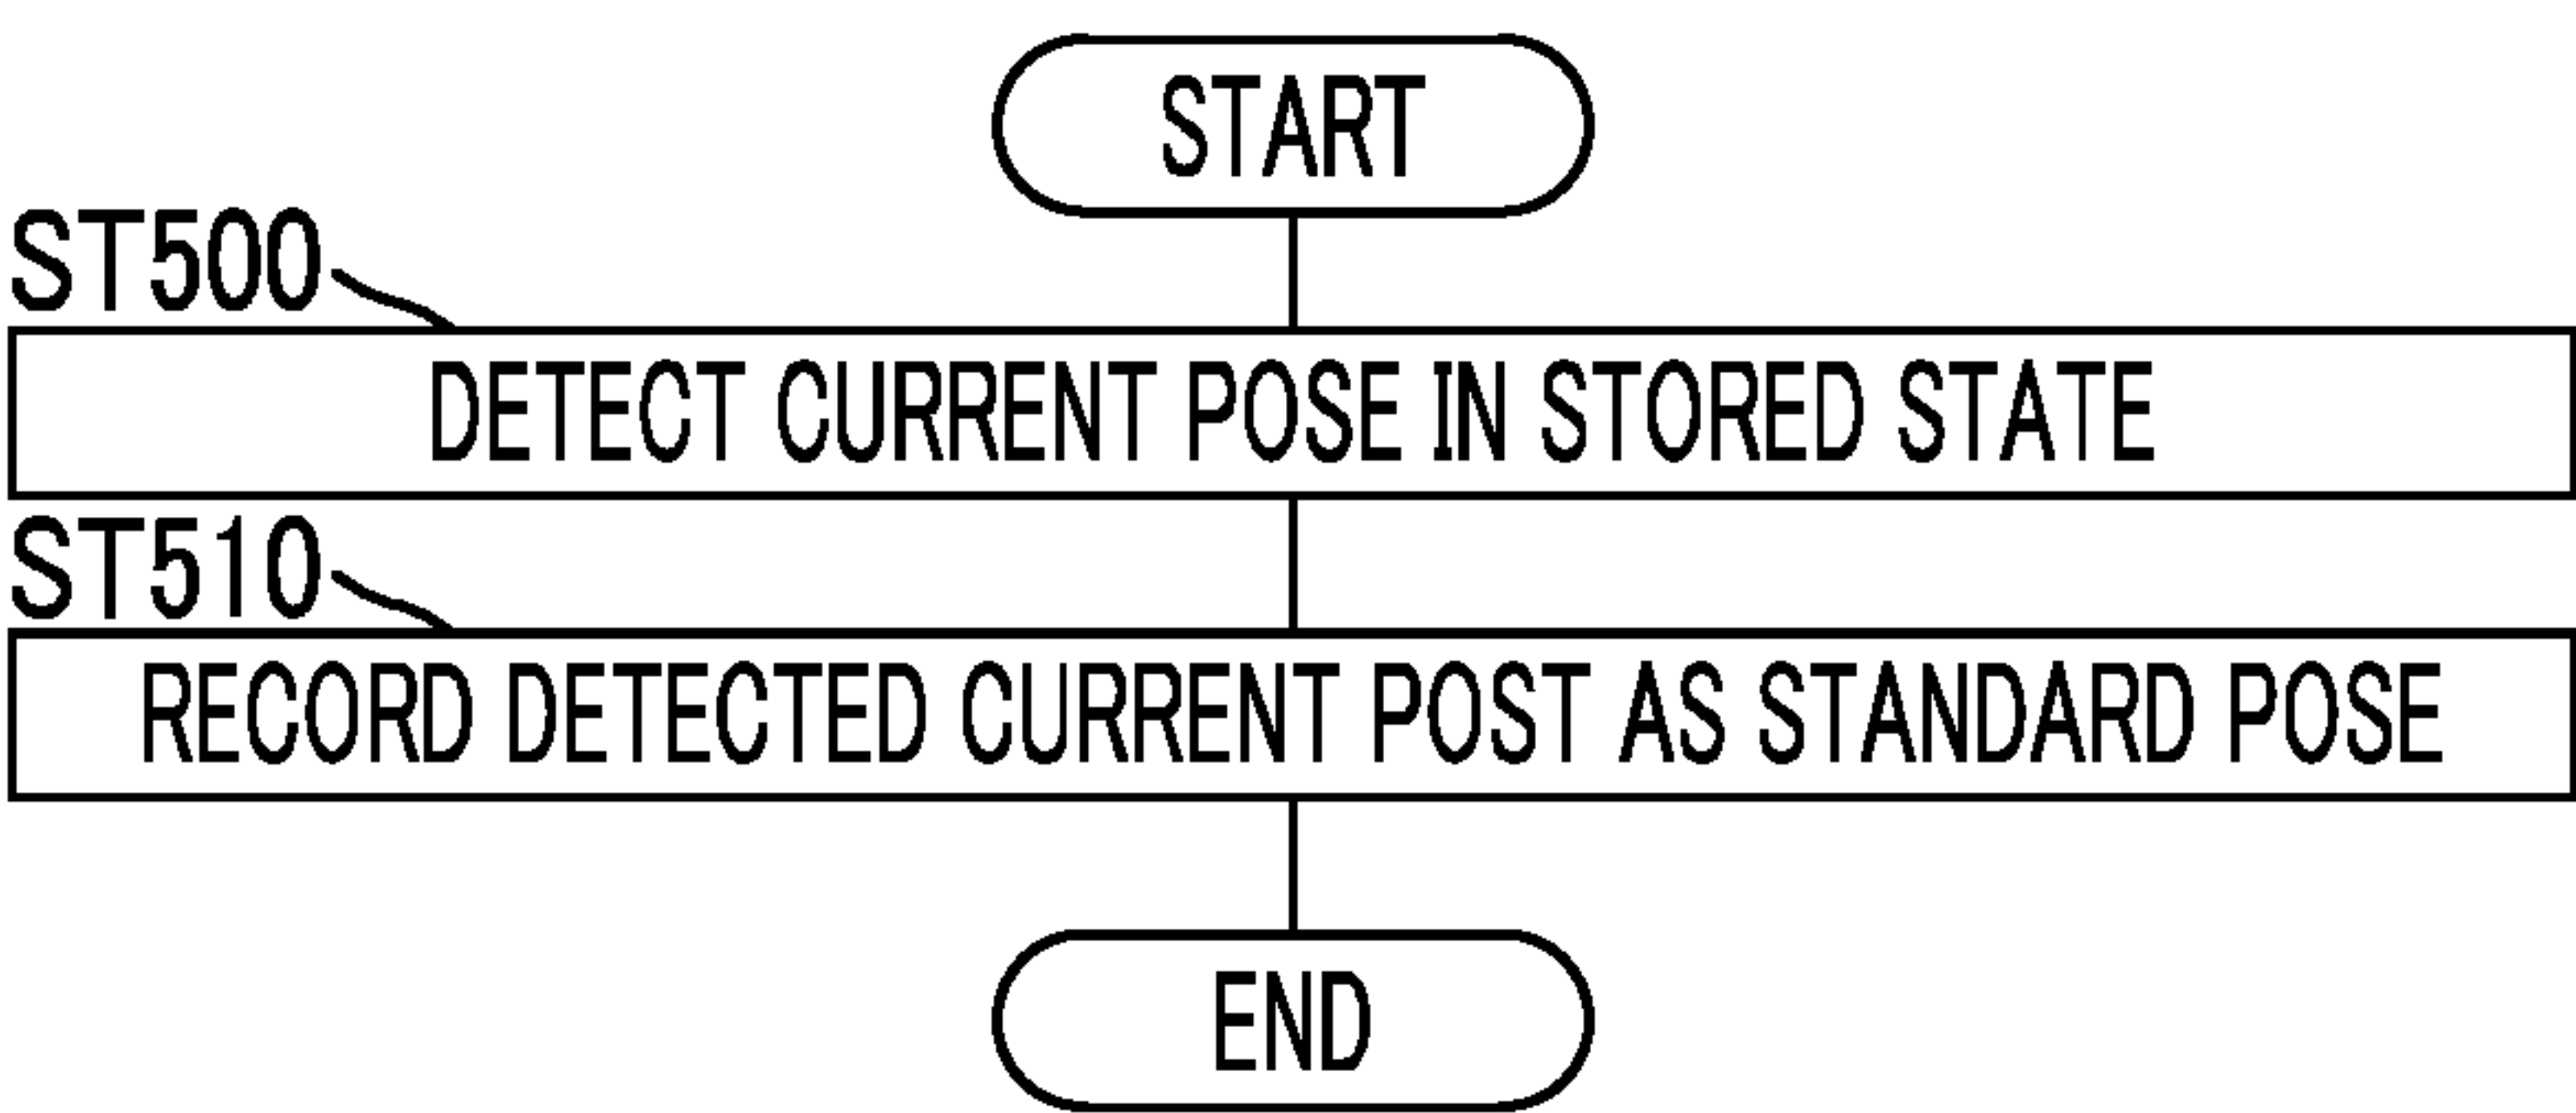 START
ST500
DETECT CURRENT POSE IN STORED STATE
ST510
RECORD DETECTED CURRENT POST AS STANDARD POSE
END